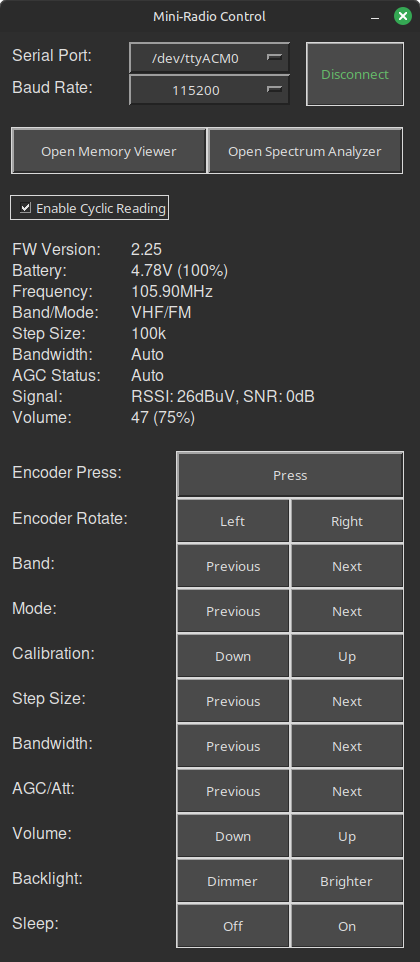 Mini-Radio Control
Serial Port: /dev/ttyACM0
Disconnect
Baud Rate: 115200
Open Memory Viewer Open Spectrum Analyzer
Enable Cyclic Reading
FW Version: 2.25
Battery: 4.78V (100%)
Frequency: 105.90MHz
Band/Mode: VHF/FM
Step Size: 100k
Bandwidth: Auto
AGC Status: Auto
Signal: RSSI: 26dBuV, SNR: 0dB
Volume: 47 (75%)
Encoder Press: Press
Encoder Rotate: Left Right
Band: Previous Next
Mode: Previous Next
Calibration: Down Up
Step Size: Previous Next
Bandwidth: Previous Next
AGC/Att: Previous Next
Volume: Down Up
Backlight: Dimmer Brighter
Sleep: Off On